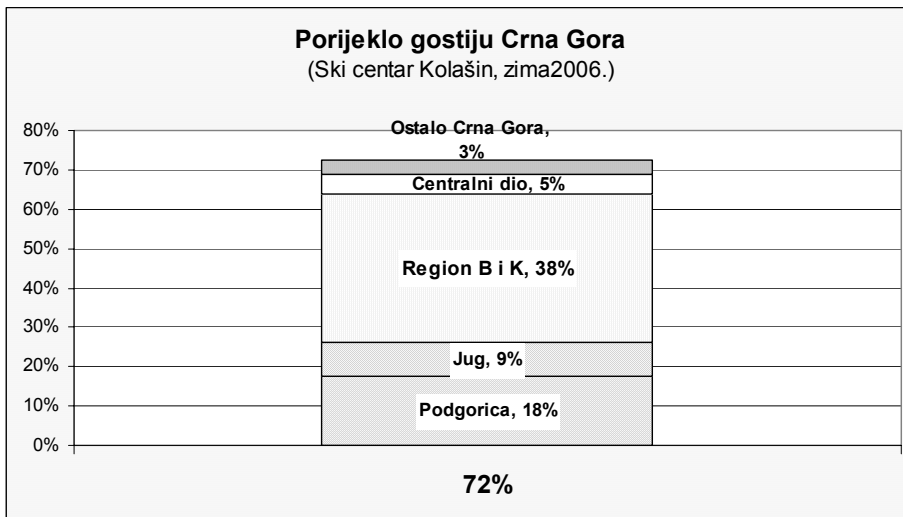 Porijeklo gostiju Crna Gora
(Ski centar Kolašin, zima2006.)
80%
70%
60%
50%
40%
30%
20%
10%
0%
Ostalo Crna Gora,
3%
Centralni dio, 5%
Region B i K, 38%
Jug, 9%
Podgorica, 18%
72%